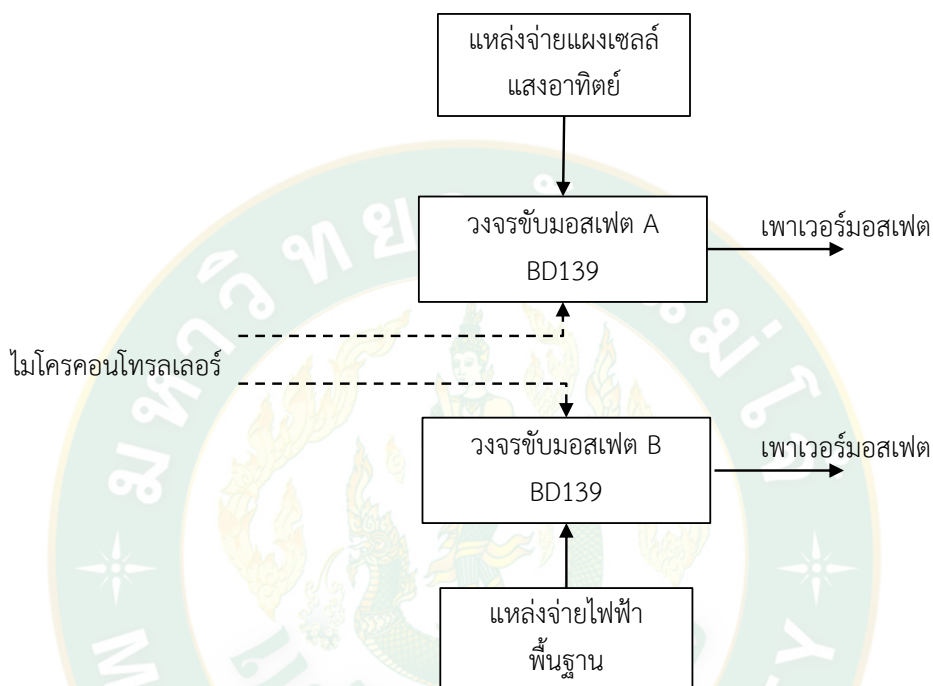 แหล่งจ่ายแผงเซลล์
แสงอาทิตย์
วงจรขับมอสเฟต A
BD139
เพาเวอร์มอสเฟต
ไมโครคอนโทรลเลอร์
วงจรขับมอสเฟต B
BD139
เพาเวอร์มอสเฟต
แหล่งจ่ายไฟฟ้า
พื้นฐาน